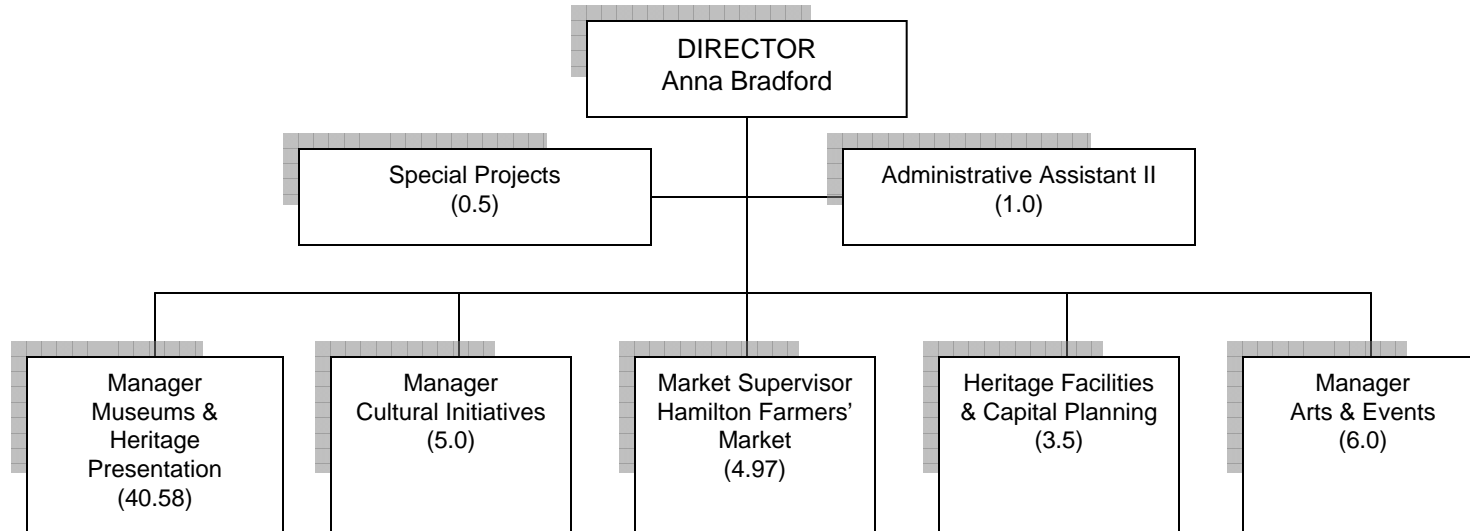 DIRECTOR
Anna Bradford
Special Projects
(0.5)
Administrative Assistant II
(1.0)
Manager
Museums &
Heritage
Presentation
(40.58)
Manager
Cultural Initiatives
(5.0)
Market Supervisor
Hamilton Farmers’
Market
(4.97)
Heritage Facilities
& Capital Planning
(3.5)
Manager
Arts & Events
(6.0)